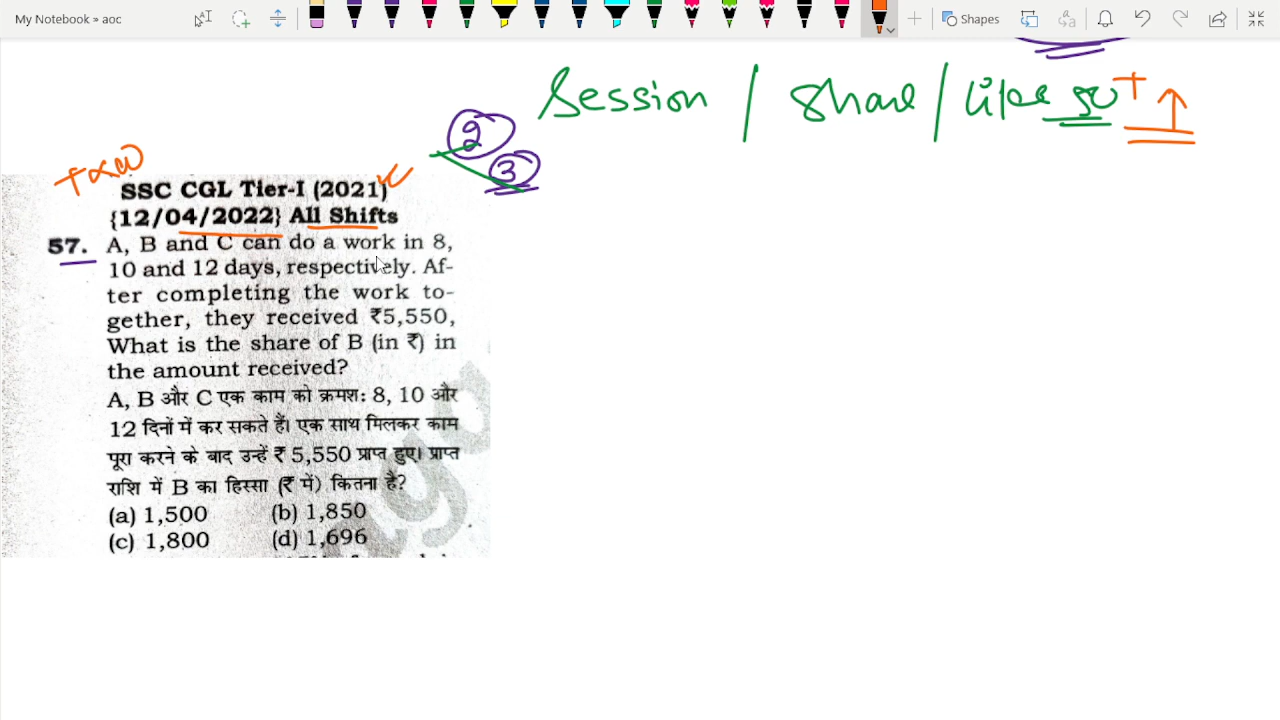 My Notebook » aoc
Shapes
Session / Share / Likes 50+ ↑
2
3
SSC CGL Tier-I (2021)
{12/04/2022} All Shifts
57. A, B and C can do a work in 8,
10 and 12 days, respectively. Af-
ter completing the work to-
gether, they received ₹5,550,
What is the share of B (in ₹) in
the amount received?
A, B और C एक काम को क्रमश: 8, 10 और
12 दिनों में कर सकते हैं। एक साथ मिलकर काम
पूरा करने के बाद उन्हें ₹ 5,550 प्राप्त हुए। प्राप्त
राशि में B का हिस्सा (₹ में) कितना है?
(a) 1,500 (b) 1,850
(c) 1,800 (d) 1,696